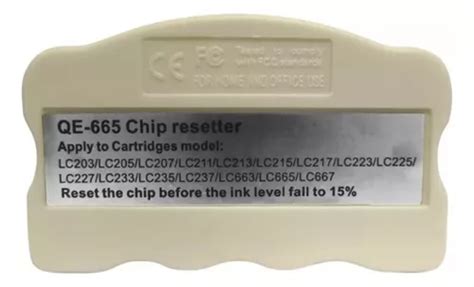 CE FC Tested to comply
with FCC standards
FOR HOME AND OFFICE USE
QE-665 Chip resetter
Apply to Cartridges model:
LC203/LC205/LC207/LC211/LC213/LC215/LC217/LC223/LC225/
LC227/LC233/LC235/LC237/LC663/LC665/LC667
Reset the chip before the ink level fall to 15%